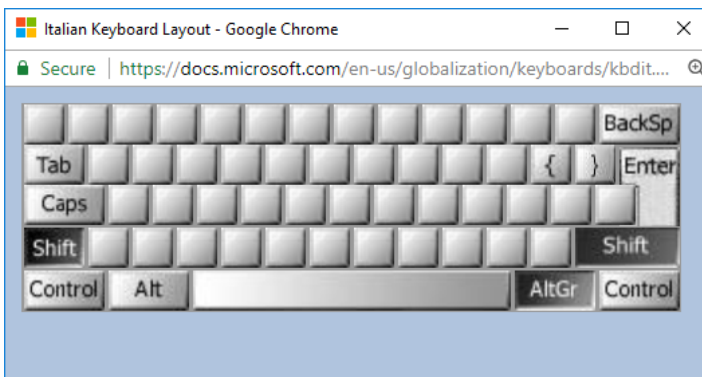 Italian Keyboard Layout - Google Chrome
Secure | https://docs.microsoft.com/en-us/globalization/keyboards/kbdit....
BackSp
Tab { } Enter
Caps
Shift Shift
Control Alt AltGr Control